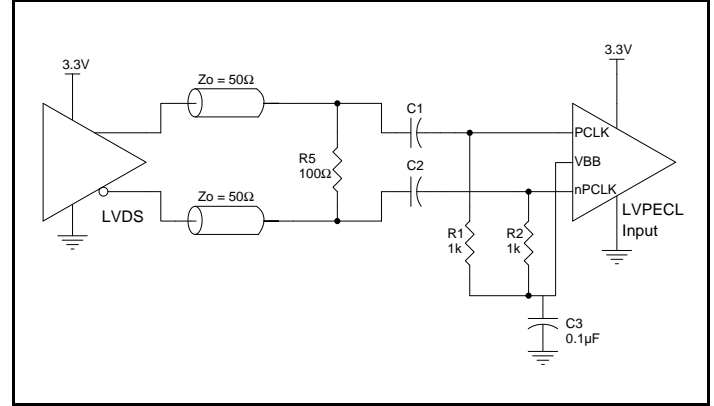 3.3V
3.3V
Zo = 50Ω
C1
PCLK
R5
100Ω
C2
VBB
Zo = 50Ω
nPCLK
LVDS
LVPECL
Input
R1
1k
R2
1k
C3
0.1µF